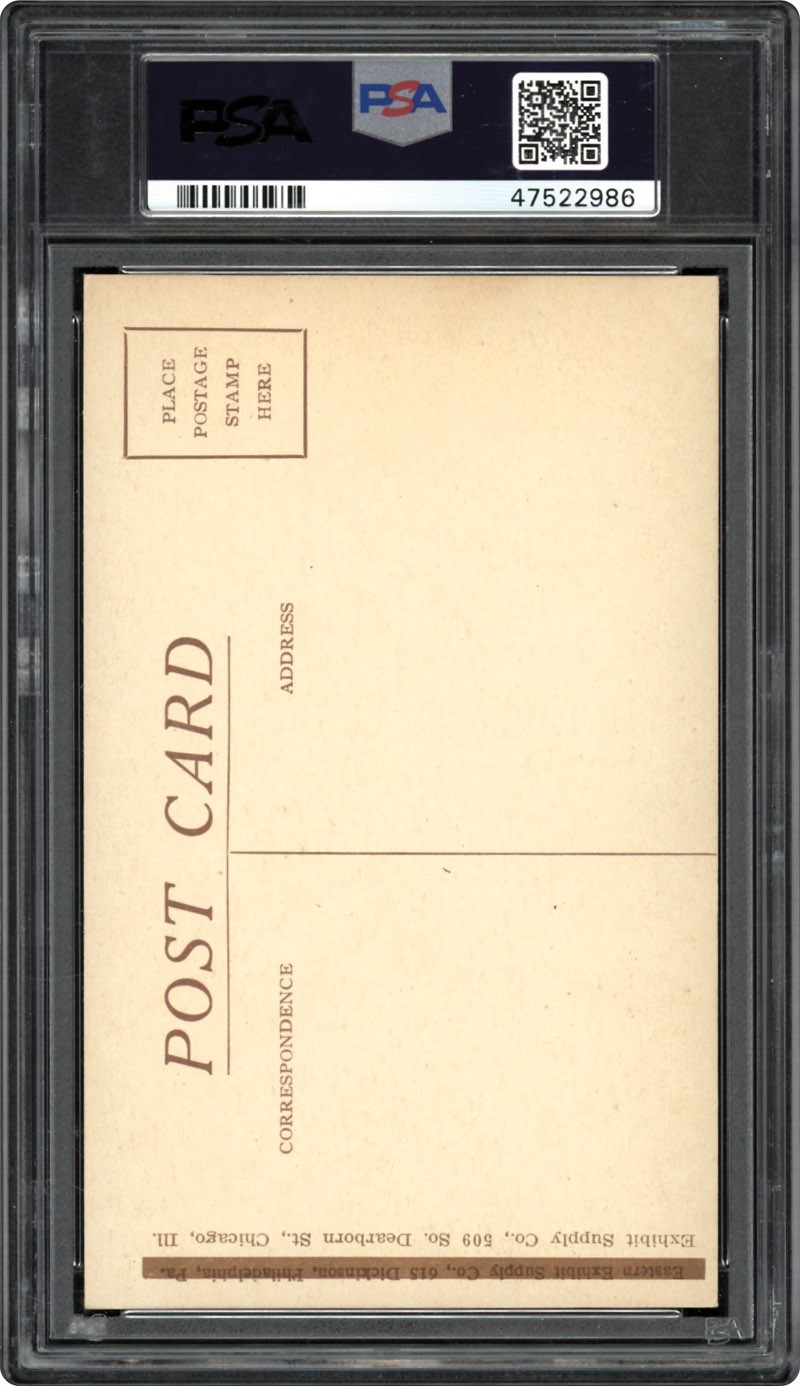 PSA
PSA
47522986
PLACE
POSTAGE
STAMP
HERE
POST CARD
ADDRESS
CORRESPONDENCE
Exhibit Supply Co., 509 So. Dearborn St., Chicago, Ill.
Eastern Exhibit Supply Co., 615 Dickinson, Philadelphia, Pa.
PSA